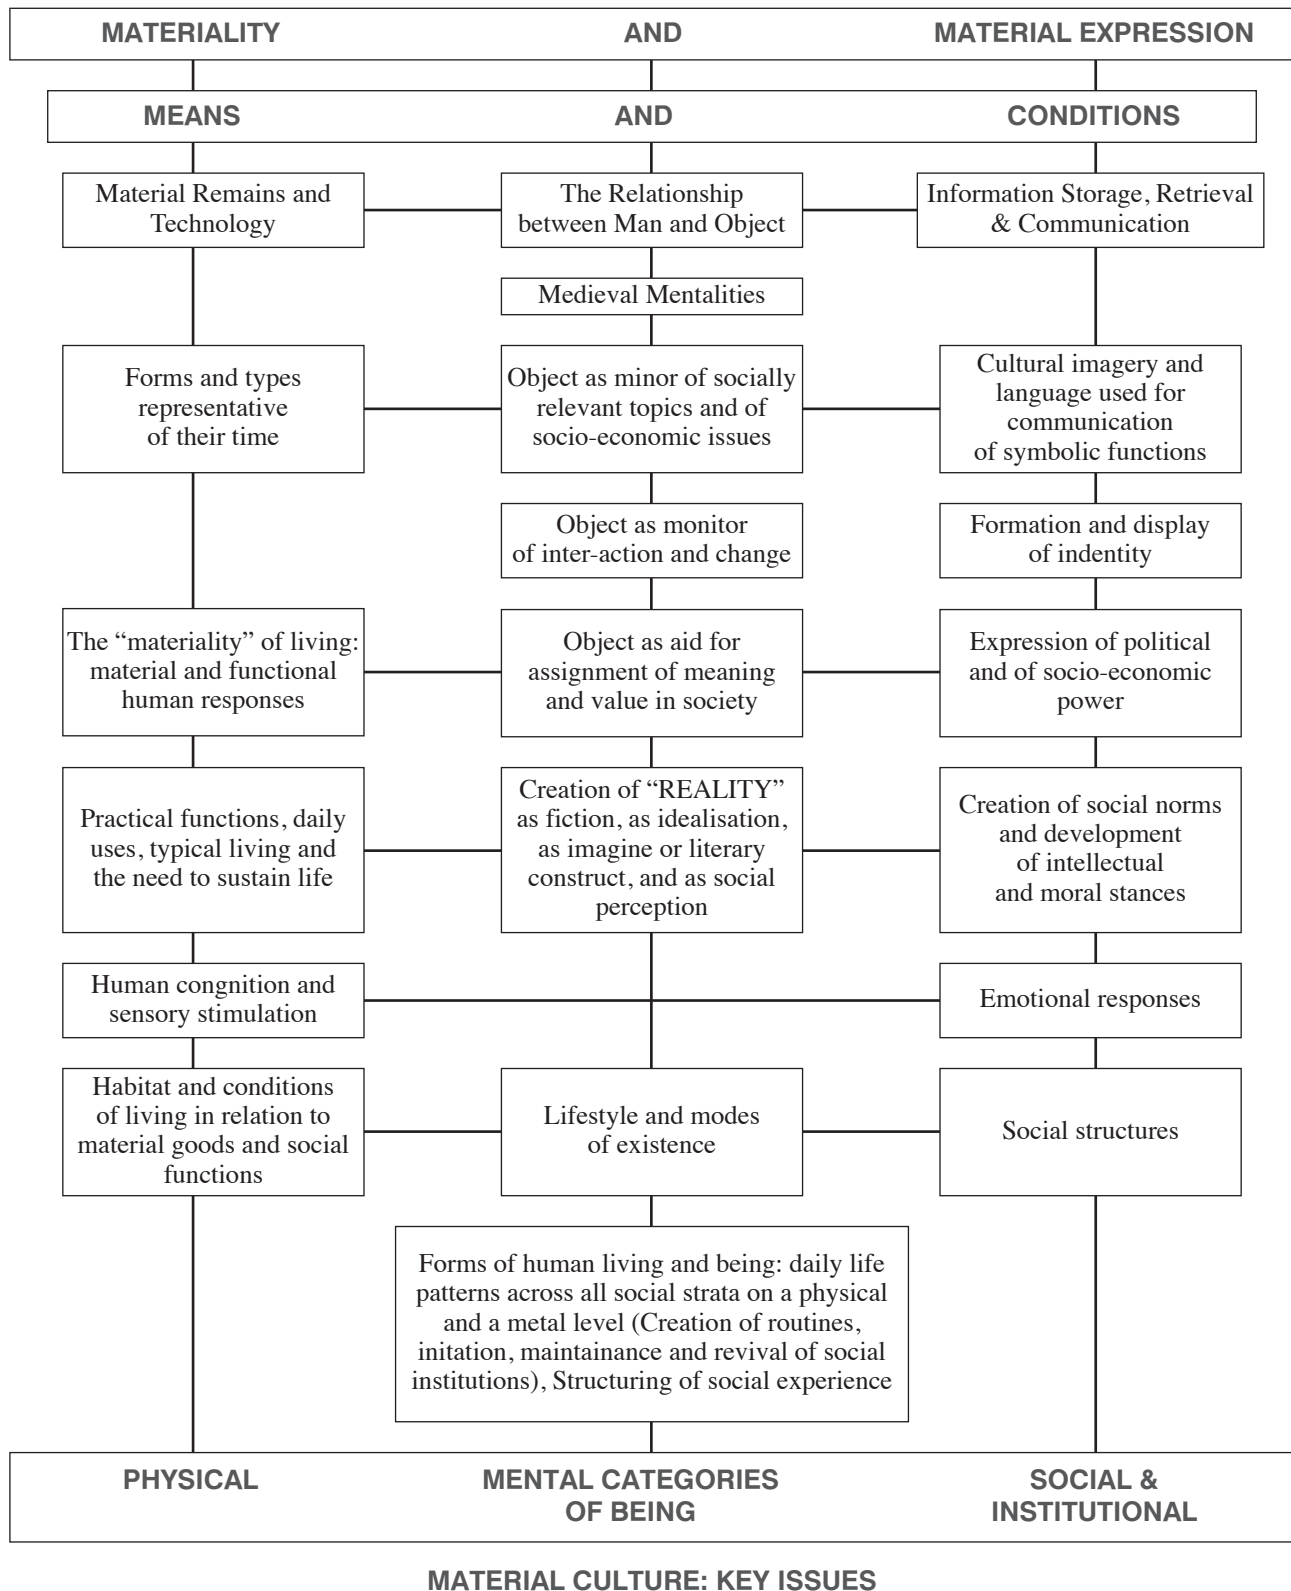 MATERIALITY AND MATERIAL EXPRESSION
MEANS AND CONDITIONS
Material Remains and
Technology
The Relationship
between Man and Object
Information Storage, Retrieval
& Communication
Medieval Mentalities
Forms and types
representative
of their time
Object as minor of socially
relevant topics and of
socio-economic issues
Cultural imagery and
language used for
communication
of symbolic functions
Object as monitor
of inter-action and change
Formation and display
of indentity
The “materiality” of living:
material and functional
human responses
Object as aid for
assignment of meaning
and value in society
Expression of political
and of socio-economic
power
Practical functions, daily
uses, typical living and
the need to sustain life
Creation of “REALITY”
as fiction, as idealisation,
as imagine or literary
construct, and as social
perception
Creation of social norms
and development
of intellectual
and moral stances
Human congnition and
sensory stimulation
Emotional responses
Habitat and conditions
of living in relation to
material goods and social
functions
Lifestyle and modes
of existence
Social structures
Forms of human living and being: daily life
patterns across all social strata on a physical
and a metal level (Creation of routines,
initation, maintainance and revival of social
institutions), Structuring of social experience
PHYSICAL
MENTAL CATEGORIES
OF BEING
SOCIAL &
INSTITUTIONAL
MATERIAL CULTURE: KEY ISSUES